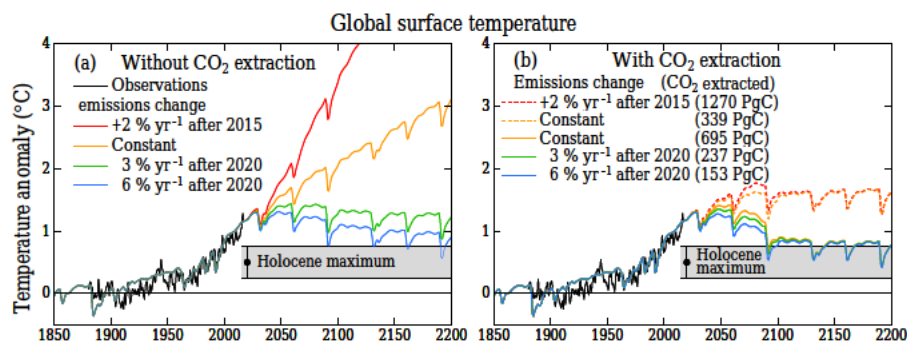 Global surface temperature
Temperature anomaly (°C)
4
3
2
1
0
(a) Without CO₂ extraction
Observations
emissions change
+2 % yr⁻¹ after 2015
Constant
3 % yr⁻¹ after 2020
6 % yr⁻¹ after 2020
Holocene maximum
1850 1900 1950 2000 2050 2100 2150 2200
4
3
2
1
0
(b) With CO₂ extraction
Emissions change (CO₂ extracted)
+2 % yr⁻¹ after 2015 (1270 PgC)
Constant (339 PgC)
Constant (695 PgC)
3 % yr⁻¹ after 2020 (237 PgC)
6 % yr⁻¹ after 2020 (153 PgC)
Holocene
maximum
1850 1900 1950 2000 2050 2100 2150 2200